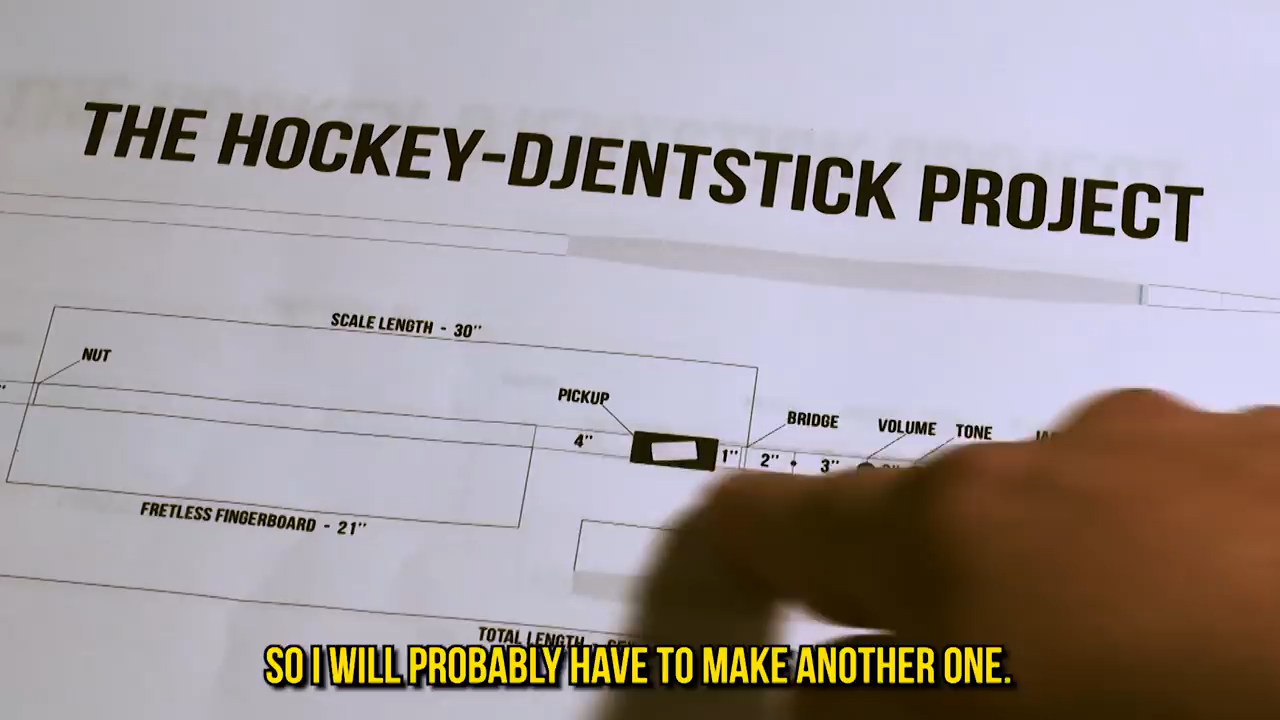 THE HOCKEY-DJENTSTICK PROJECT
SCALE LENGTH - 30"
NUT
PICKUP
BRIDGE
VOLUME
TONE
4"
1"
2"
3"
FRETLESS FINGERBOARD - 21"
TOTAL LENGTH -
SO I WILL PROBABLY HAVE TO MAKE ANOTHER ONE.